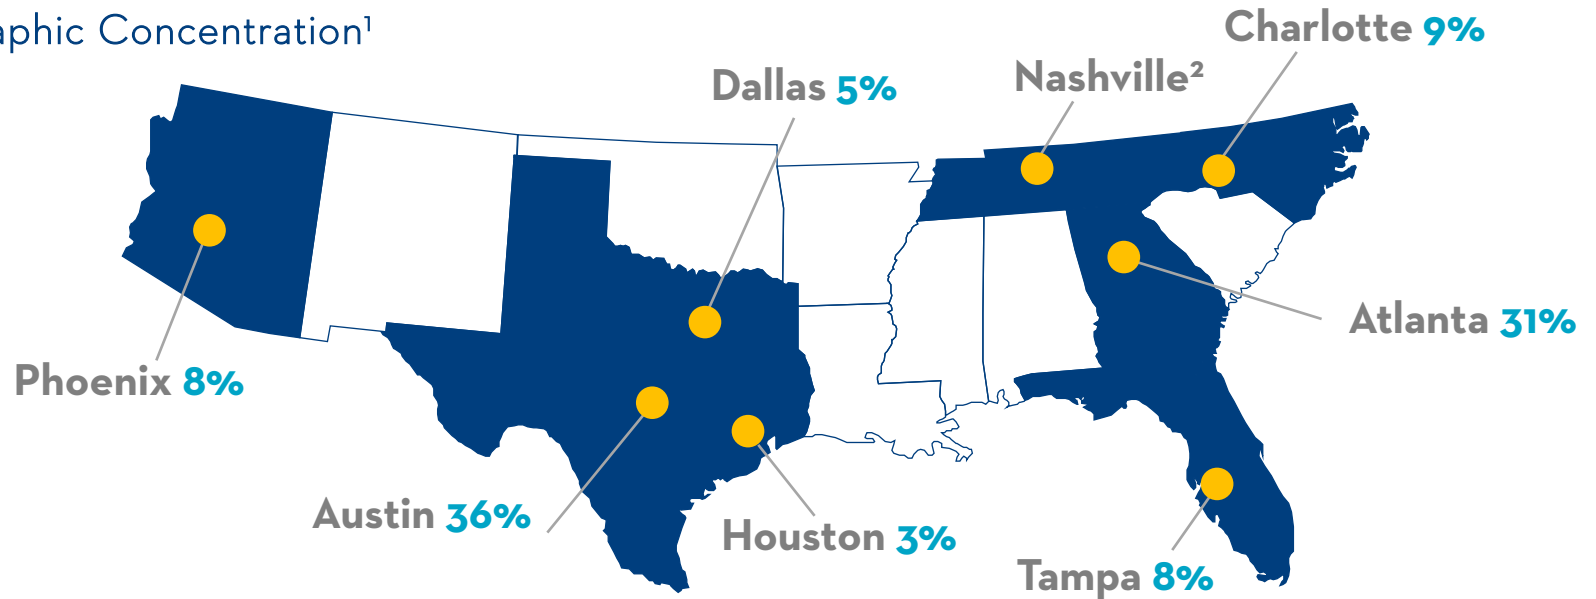 aphic Concentration¹
Charlotte 9%
Nashville²
Dallas 5%
Atlanta 31%
Phoenix 8%
Austin 36%
Houston 3%
Tampa 8%